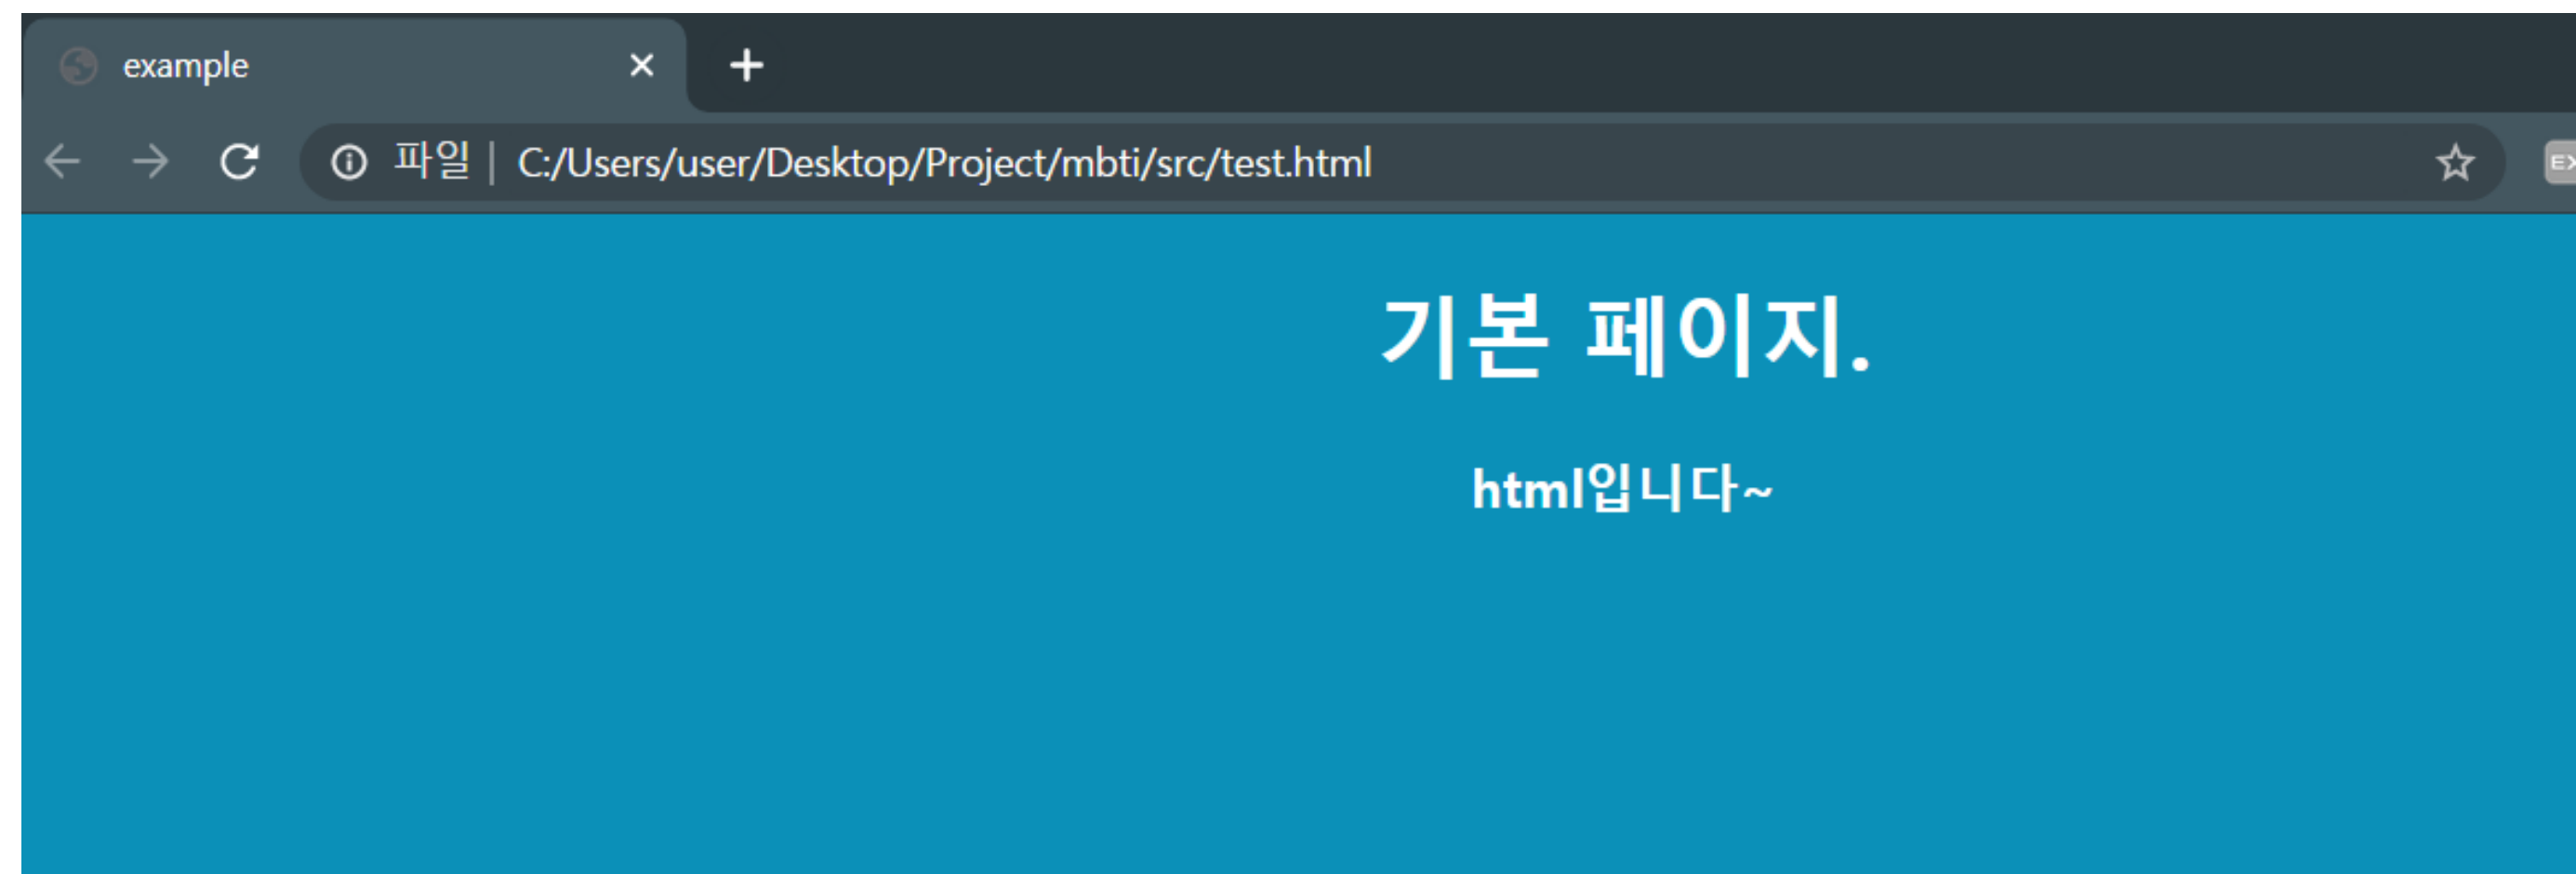 example
파일 | C:/Users/user/Desktop/Project/mbti/src/test.html
기본 페이지.
html입니다~